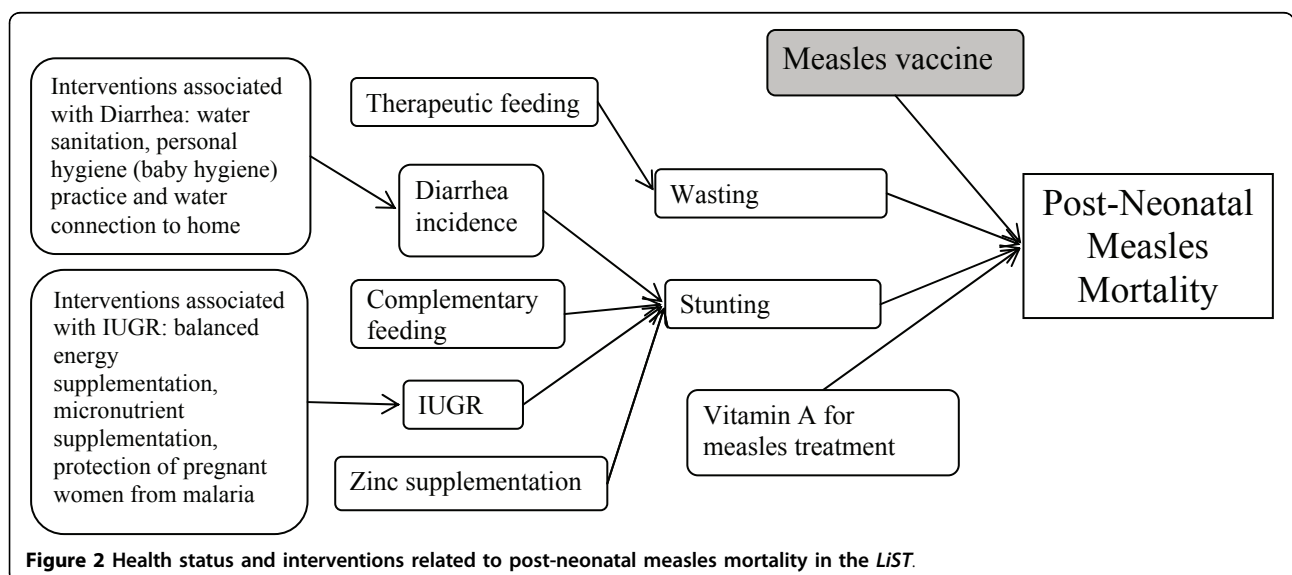 Measles vaccine
Interventions associated
with Diarrhea: water
sanitation, personal
hygiene (baby hygiene)
practice and water
connection to home
Therapeutic feeding
Diarrhea
incidence
Wasting
Post-Neonatal
Measles
Mortality
Interventions associated
with IUGR: balanced
energy
supplementation,
micronutrient
supplementation,
protection of pregnant
women from malaria
Complementary
feeding
Stunting
IUGR
Vitamin A for
measles treatment
Zinc supplementation
Figure 2 Health status and interventions related to post-neonatal measles mortality in the LiST.